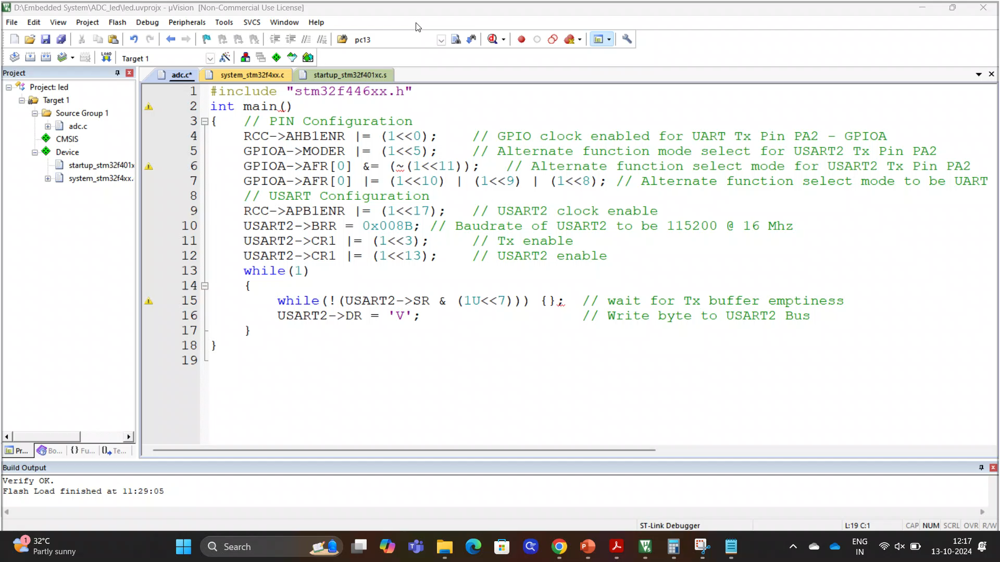 D:\Embedded System\ADC_led\led.uvprojx - µVision [Non-Commercial Use License]
File Edit View Project Flash Debug Peripherals Tools SVCS Window Help
pc13
LOAD Target 1
Project
adc.c* system_stm32f4xx.c startup_stm32f401xc.s
Project: led
Target 1
Source Group 1
adc.c
CMSIS
Device
startup_stm32f401x
system_stm32f4xx.
1 #include "stm32f446xx.h"
2 int main()
3 { // PIN Configuration
4 RCC->AHB1ENR |= (1<<0); // GPIO clock enabled for UART Tx Pin PA2 - GPIOA
5 GPIOA->MODER |= (1<<5); // Alternate function mode select for USART2 Tx Pin PA2
6 GPIOA->AFR[0] &= (~(1<<11)); // Alternate function select mode for USART2 Tx Pin PA2
7 GPIOA->AFR[0] |= (1<<10) | (1<<9) | (1<<8); // Alternate function select mode to be UART
8 // USART Configuration
9 RCC->APB1ENR |= (1<<17); // USART2 clock enable
10 USART2->BRR = 0x008B; // Baudrate of USART2 to be 115200 @ 16 Mhz
11 USART2->CR1 |= (1<<3); // Tx enable
12 USART2->CR1 |= (1<<13); // USART2 enable
13 while(1)
14 {
15 while(!(USART2->SR & (1U<<7))) {}; // wait for Tx buffer emptiness
16 USART2->DR = 'V'; // Write byte to USART2 Bus
17 }
18 }
19
Pr... Bo... {} Fu... Te...
Build Output
Verify OK.
Flash Load finished at 11:29:05
ST-Link Debugger L:19 C:1 CAP NUM SCRL OVR R/W
1 32°C
Partly sunny
Search
ENG
IN
12:17
13-10-2024